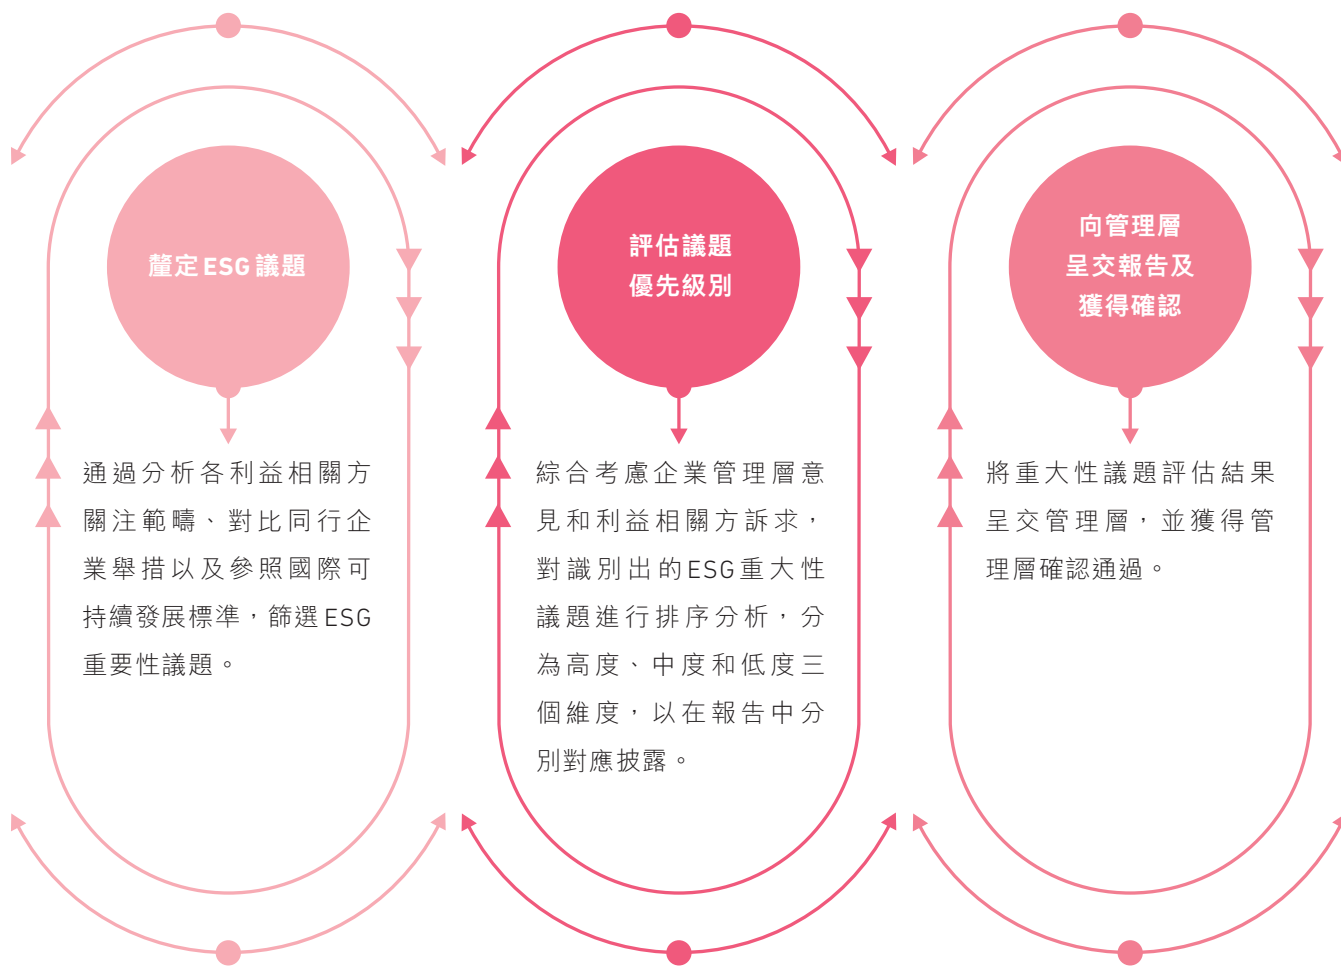 釐定ESG議題
通過分析各利益相關方
關注範疇、對比同行企
業舉措以及參照國際可
持續發展標準，篩選ESG
重要性議題。
評估議題
優先級別
綜合考慮企業管理層意
見和利益相關方訴求，
對識別出的ESG重大性
議題進行排序分析，分
為高度、中度和低度三
個維度，以在報告中分
別對應披露。
向管理層
呈交報告及
獲得確認
將重大性議題評估結果
呈交管理層，並獲得管
理層確認通過。